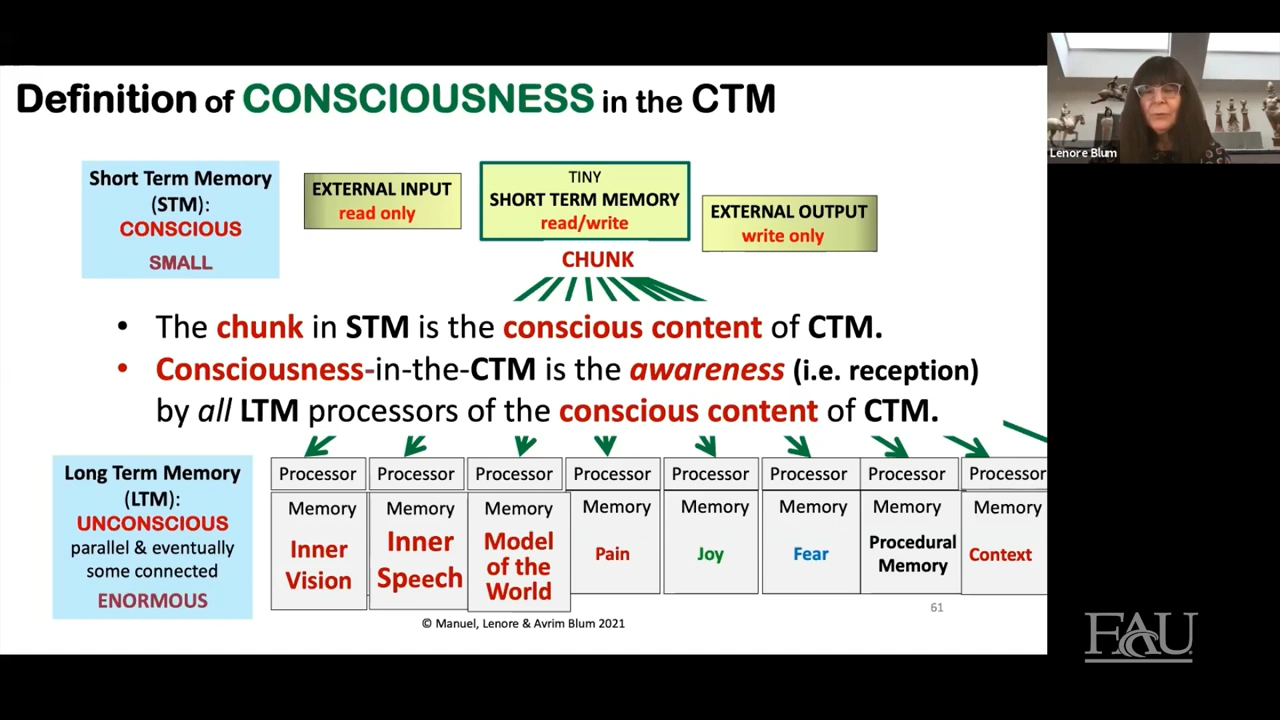 Definition of CONSCIOUSNESS in the CTM
Lenore Blum
Short Term Memory
(STM):
CONSCIOUS
SMALL
EXTERNAL INPUT
read only
TINY
SHORT TERM MEMORY
read/write
EXTERNAL OUTPUT
write only
CHUNK
• The chunk in STM is the conscious content of CTM.
• Consciousness-in-the-CTM is the awareness (i.e. reception)
by all LTM processors of the conscious content of CTM.
Long Term Memory
(LTM):
UNCONSCIOUS
parallel & eventually
some connected
ENORMOUS
Processor
Memory
Inner
Vision
Processor
Memory
Inner
Speech
Processor
Memory
Model
of the
World
Processor
Memory
Pain
Processor
Memory
Joy
Processor
Memory
Fear
Processor
Memory
Procedural
Memory
Processor
Memory
Context
61
© Manuel, Lenore & Avrim Blum 2021
FAU